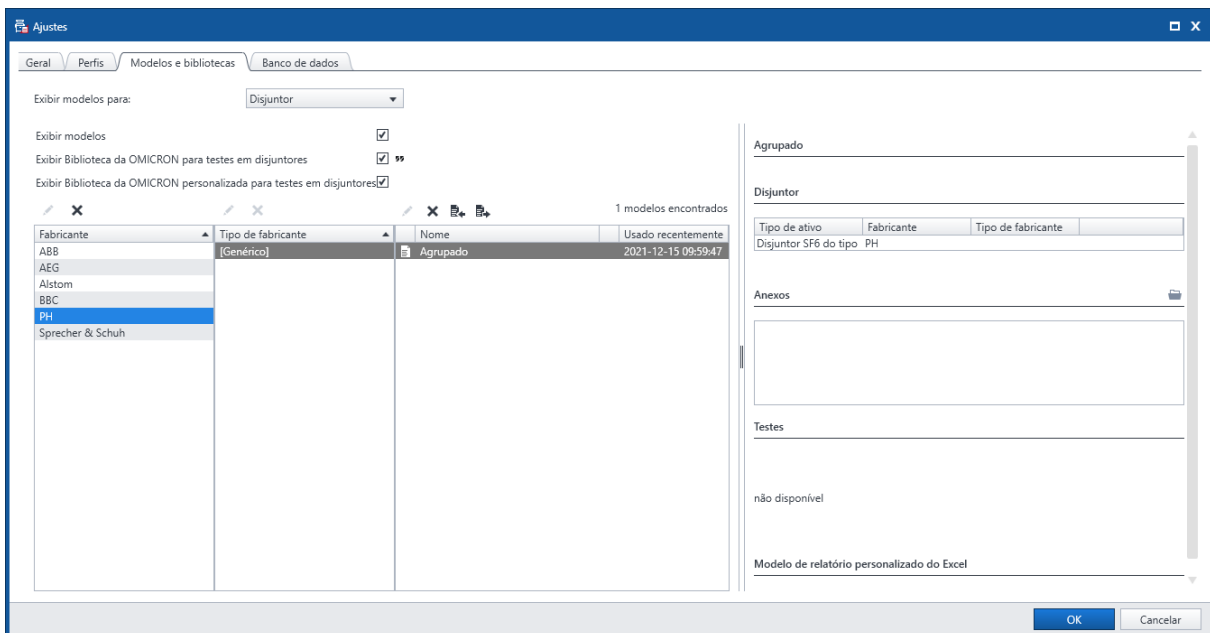 Ajustes
Geral
Perfis
Modelos e bibliotecas
Banco de dados
Exibir modelos para:
Disjuntor
Exibir modelos
Exibir Biblioteca da OMICRON para testes em disjuntores
Exibir Biblioteca da OMICRON personalizada para testes em disjuntores
1 modelos encontrados
Fabricante
ABB
AEG
Alstom
BBC
PH
Sprecher & Schuh
Tipo de fabricante
[Genérico]
Nome
Usado recentemente
Agrupado
2021-12-15 09:59:47
Agrupado
Disjuntor
Tipo de ativo
Fabricante
Tipo de fabricante
Disjuntor SF6 do tipo
PH
Anexos
Testes
não disponível
Modelo de relatório personalizado do Excel
OK
Cancelar